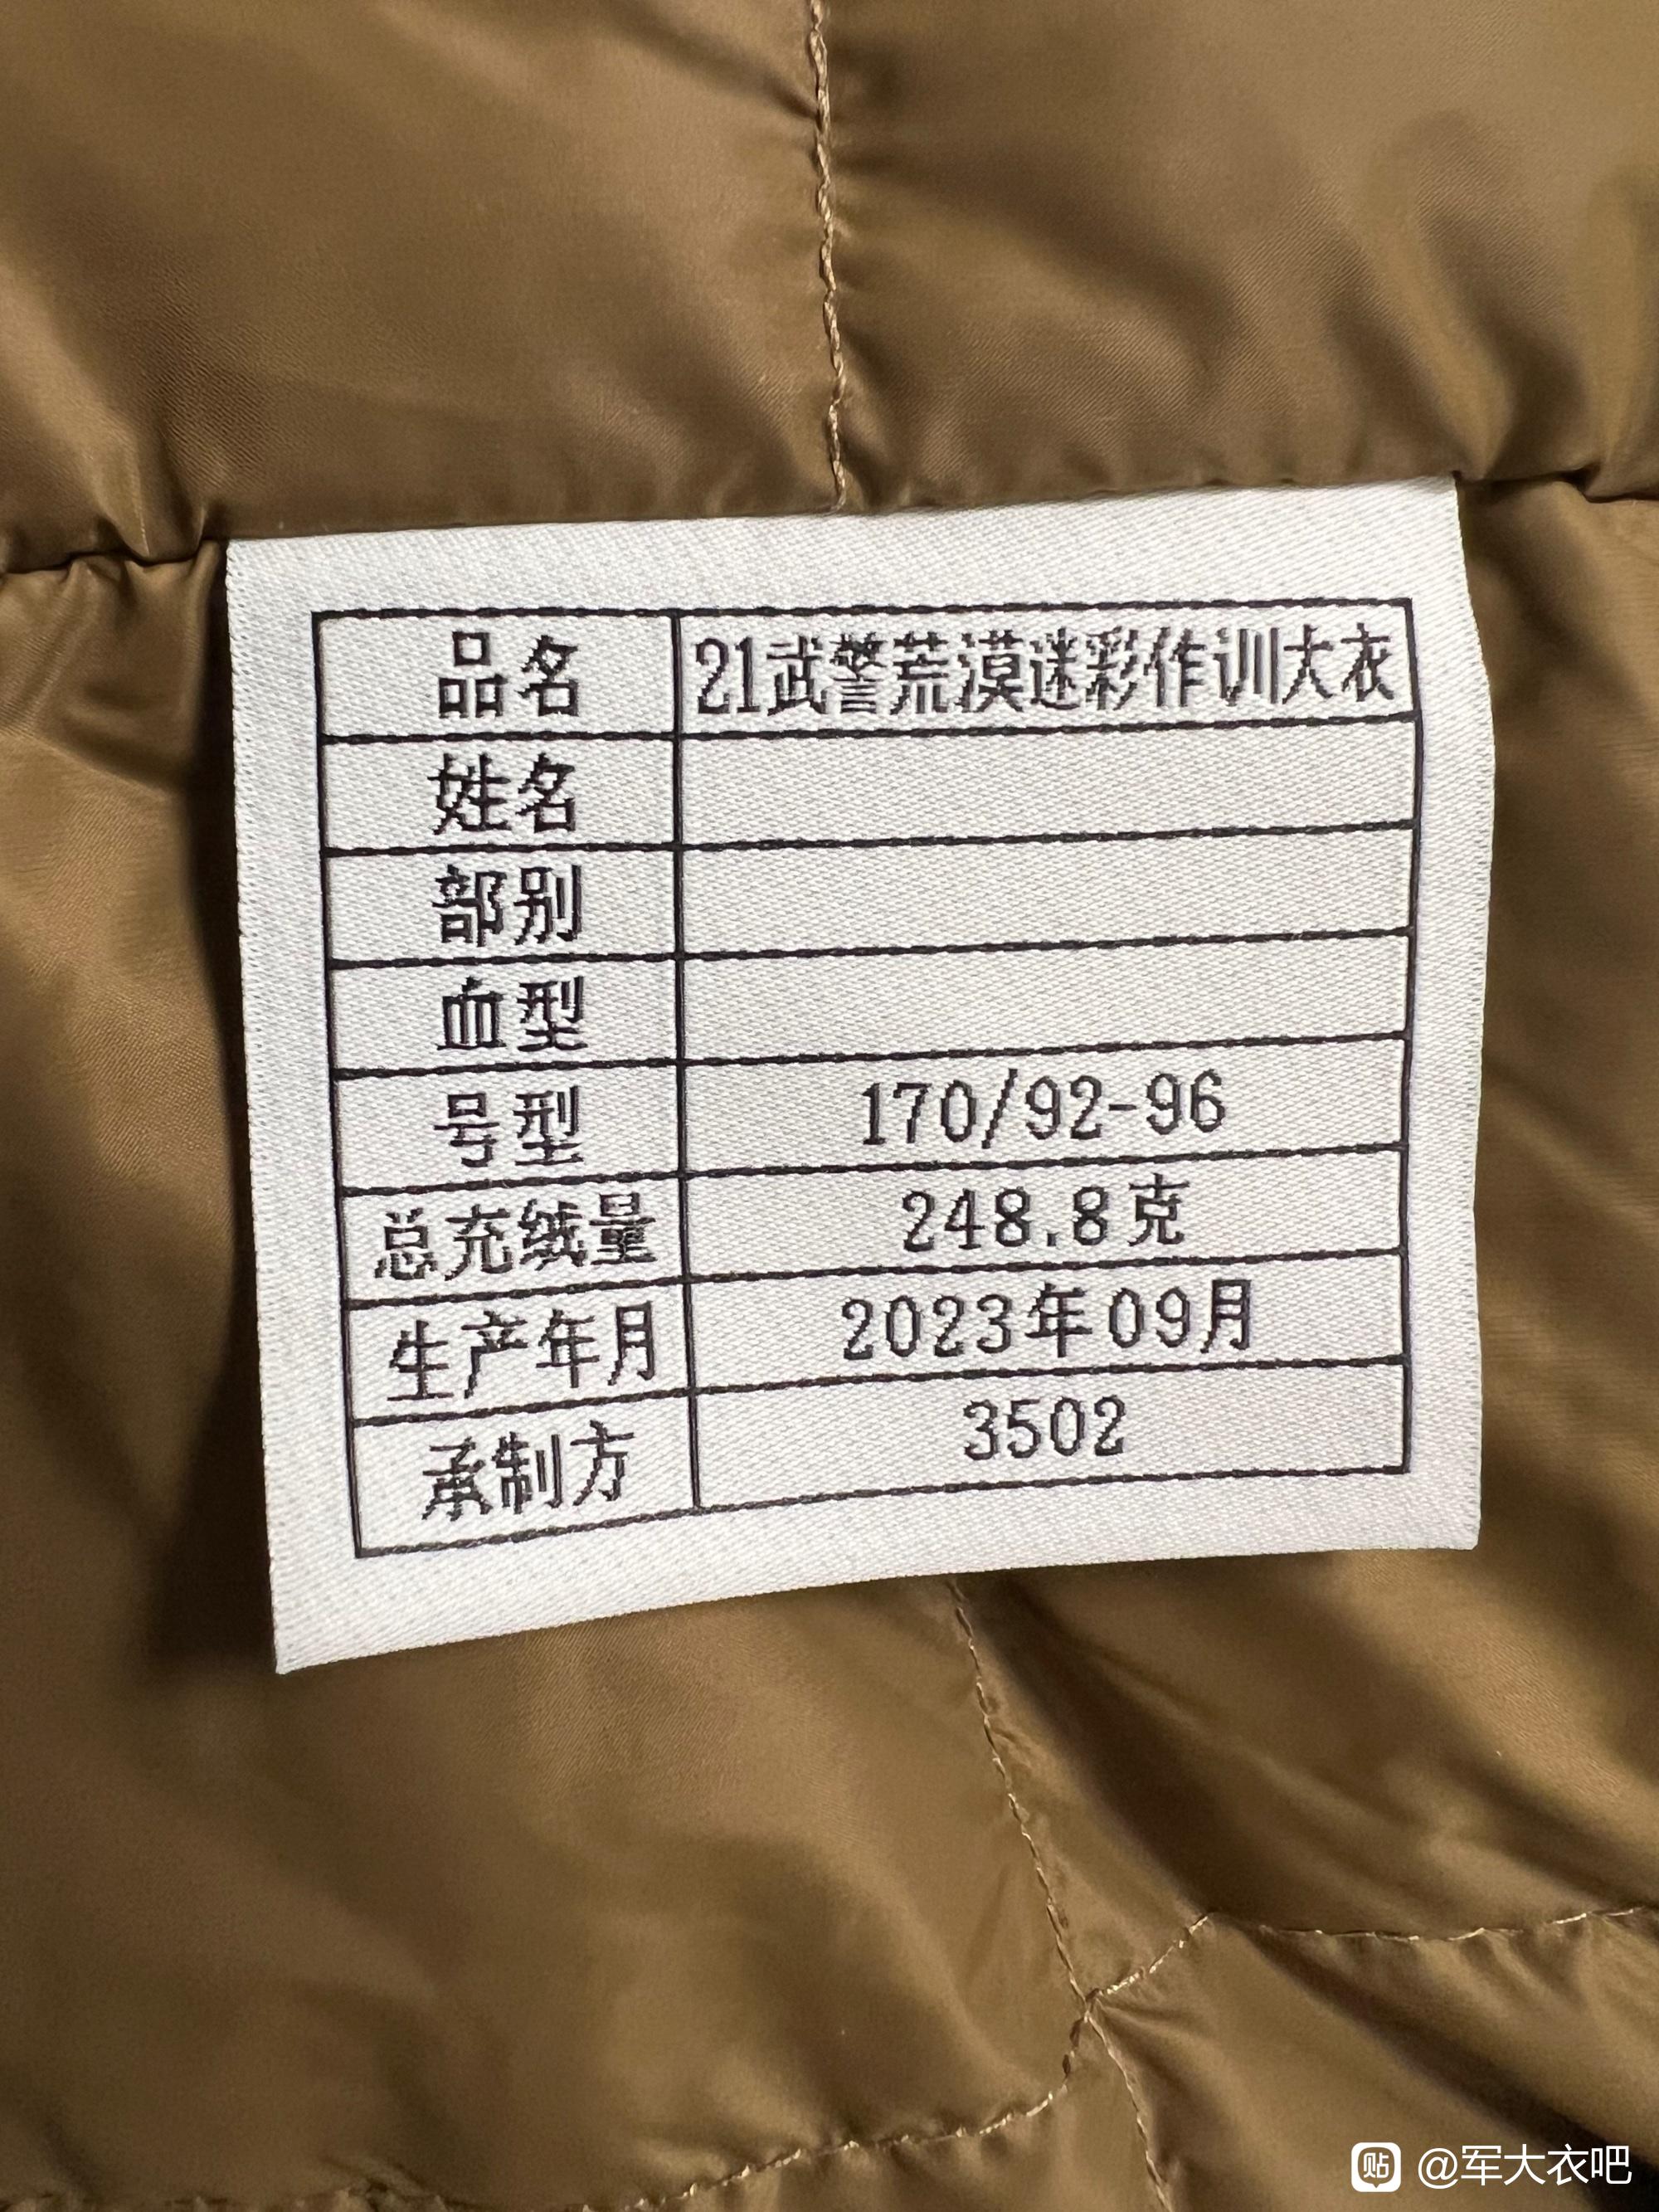 品名 21武警荒漠迷彩作训大衣
姓名
部别
血型
号型 170/92-96
总充绒量 248.8克
生产年月 2023年09月
承制方 3502
贴 @军大衣吧